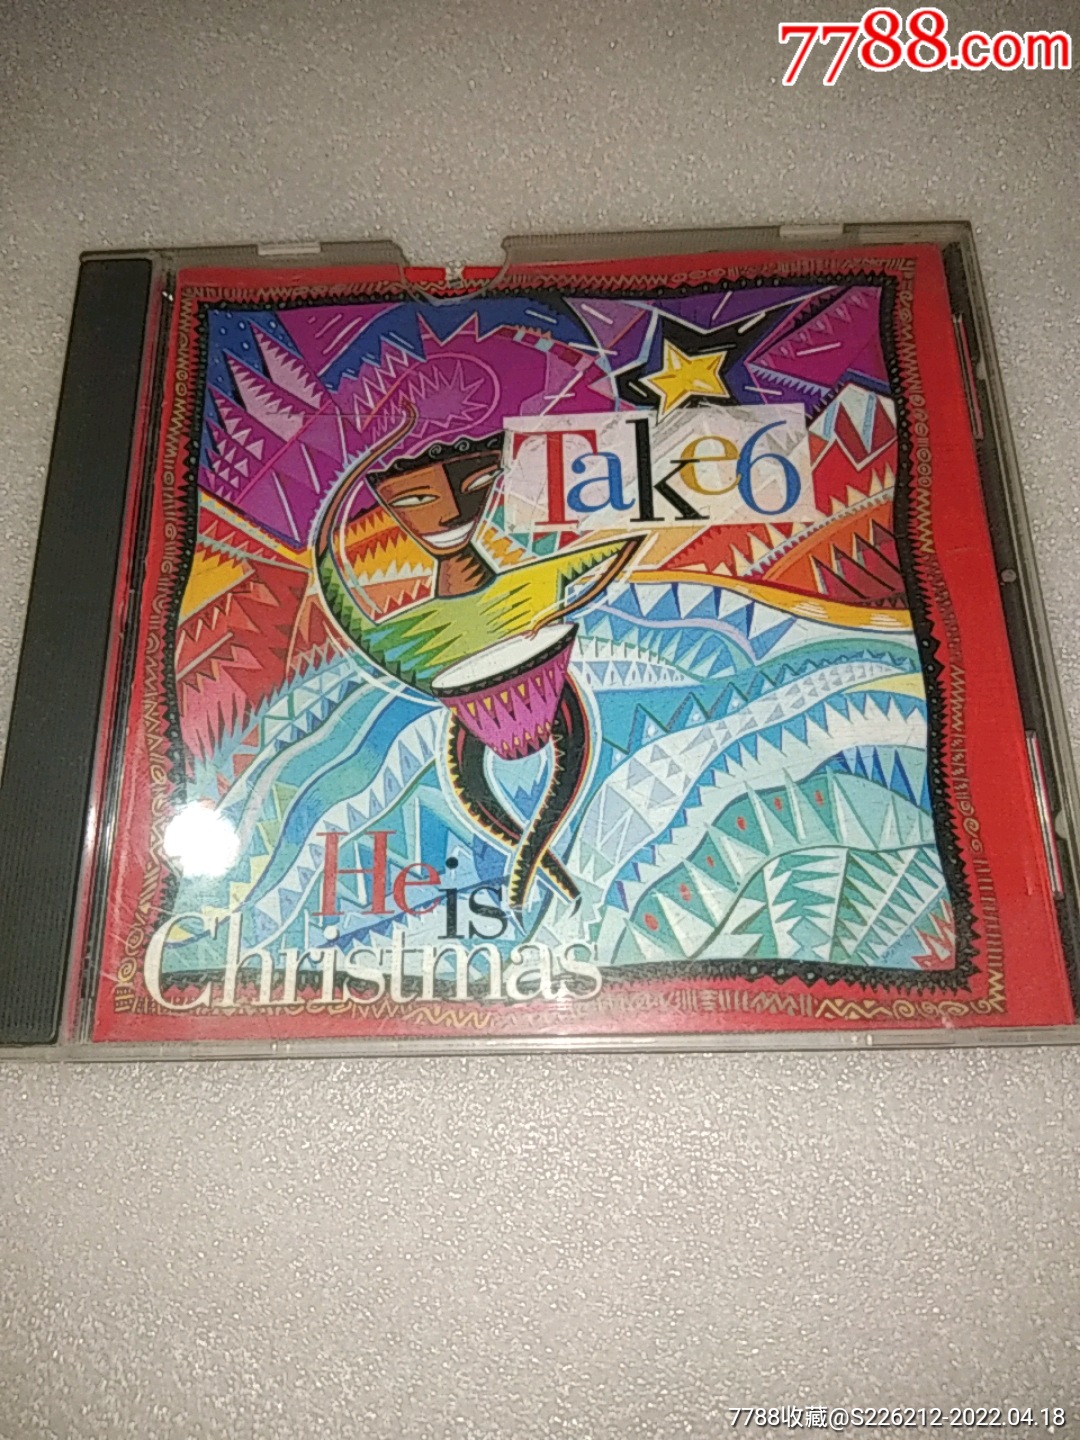 7788.com
Take6
He is
Christmas
7788收藏@S226212-2022.04.18